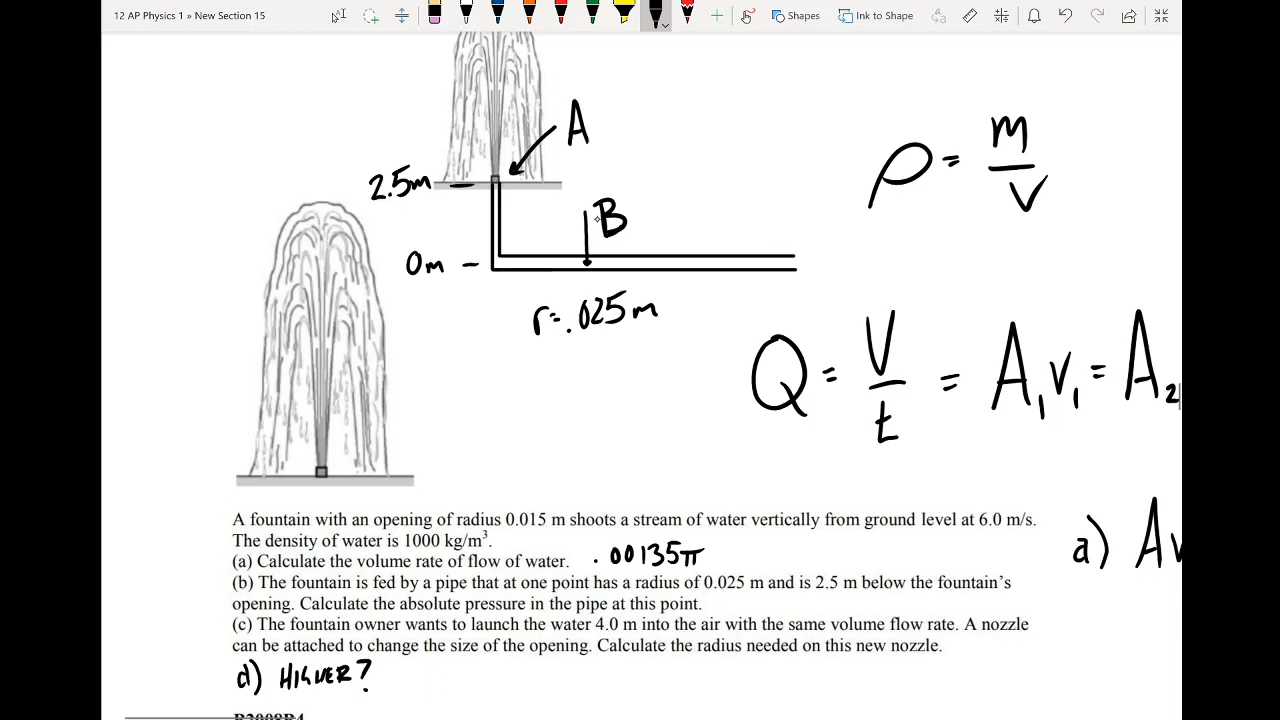 12 AP Physics 1 » New Section 15
Shapes
Ink to Shape
A
2.5m
B
0m
r=.025m
ρ = m/V
Q = V/t = A₁v₁ = A₂
A fountain with an opening of radius 0.015 m shoots a stream of water vertically from ground level at 6.0 m/s.
The density of water is 1000 kg/m³.
(a) Calculate the volume rate of flow of water. .00135π
a) Av
(b) The fountain is fed by a pipe that at one point has a radius of 0.025 m and is 2.5 m below the fountain's
opening. Calculate the absolute pressure in the pipe at this point.
(c) The fountain owner wants to launch the water 4.0 m into the air with the same volume flow rate. A nozzle
can be attached to change the size of the opening. Calculate the radius needed on this new nozzle.
d) HIGHER?
B2008B4